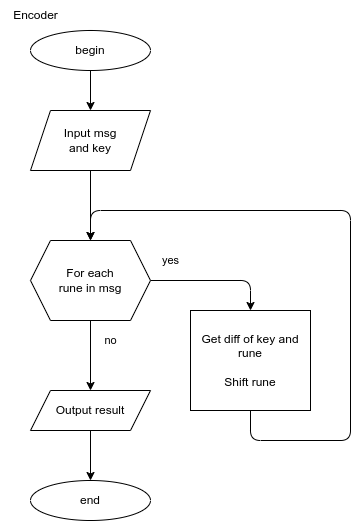 Encoder
begin
Input msg
and key
For each
rune in msg
yes
no
Get diff of key and
rune
Shift rune
Output result
end